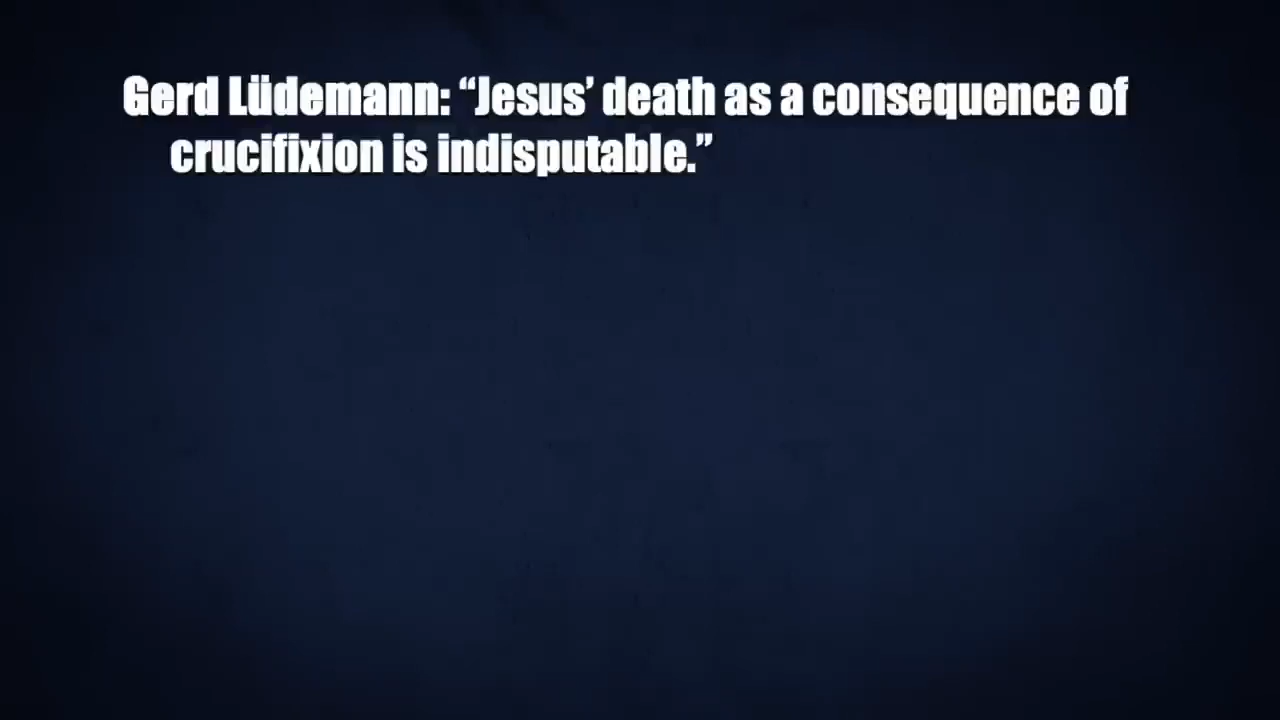 Gerd Lüdemann: “Jesus’ death as a consequence of
crucifixion is indisputable.”